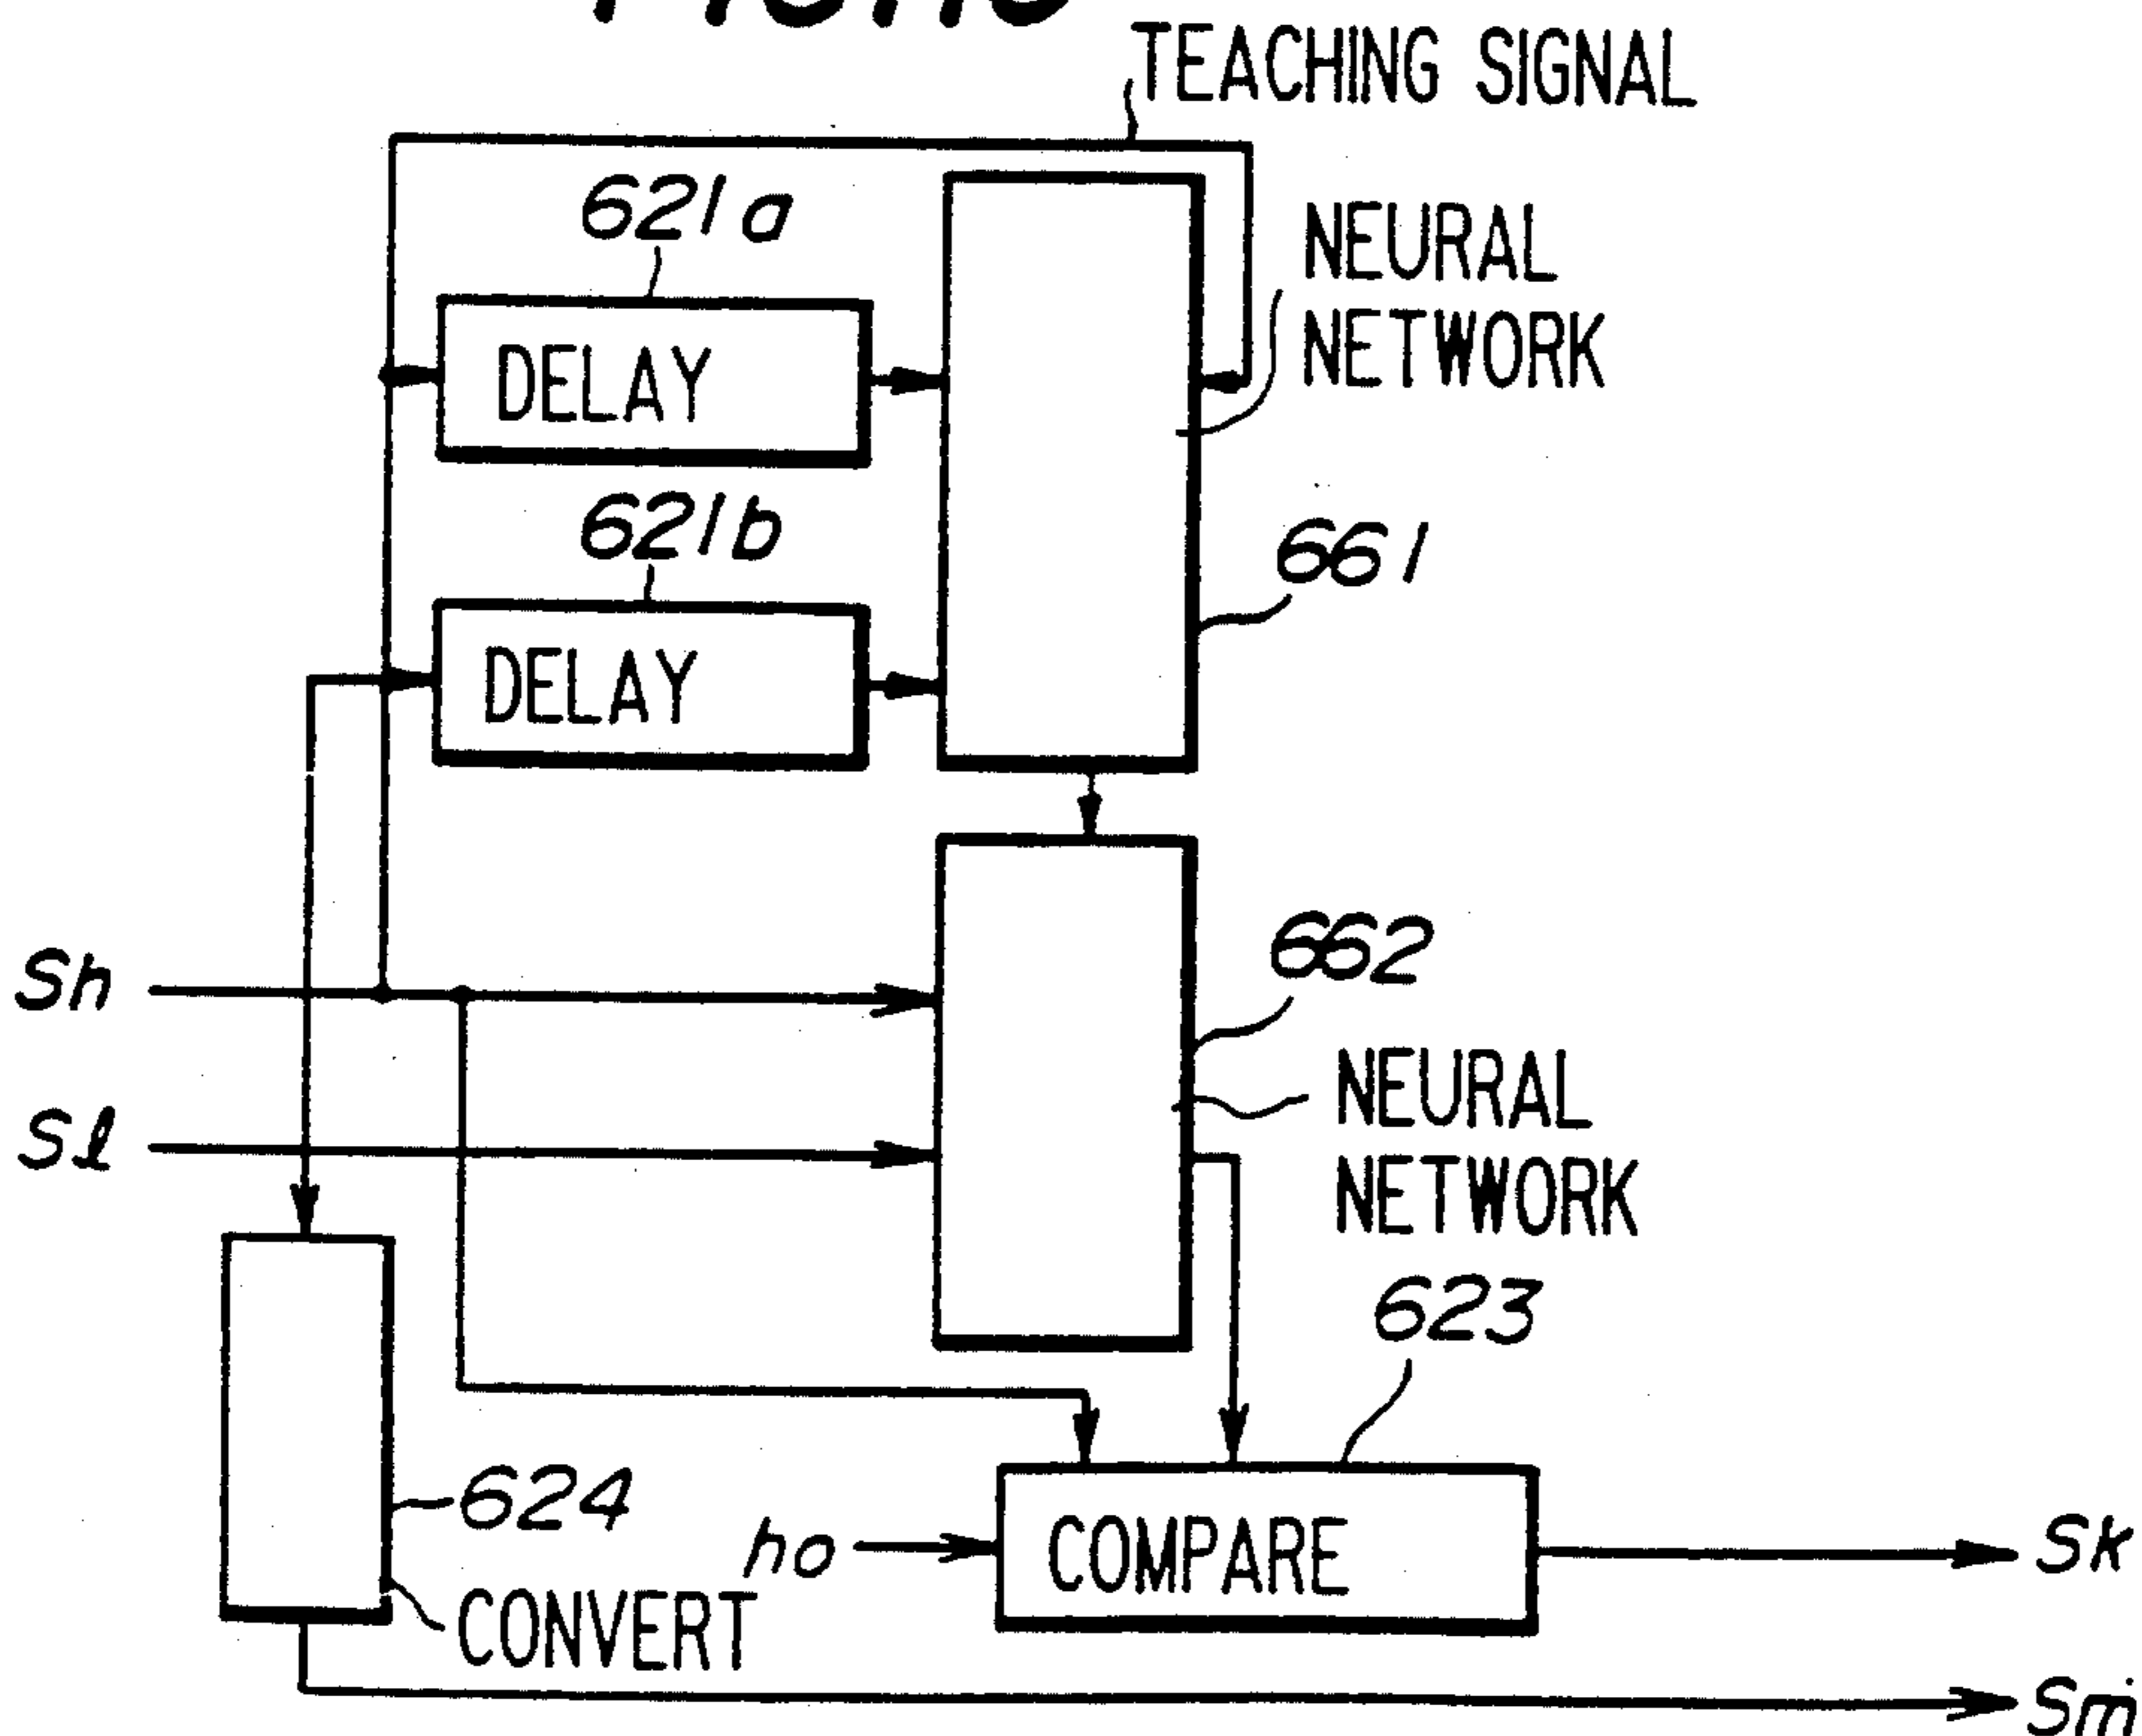 TEACHING SIGNAL
621a
NEURAL
NETWORK
DELAY
621b
661
DELAY
662
Sh
NEURAL
NETWORK
Sl
623
624
ho
COMPARE
Sk
CONVERT
Sm